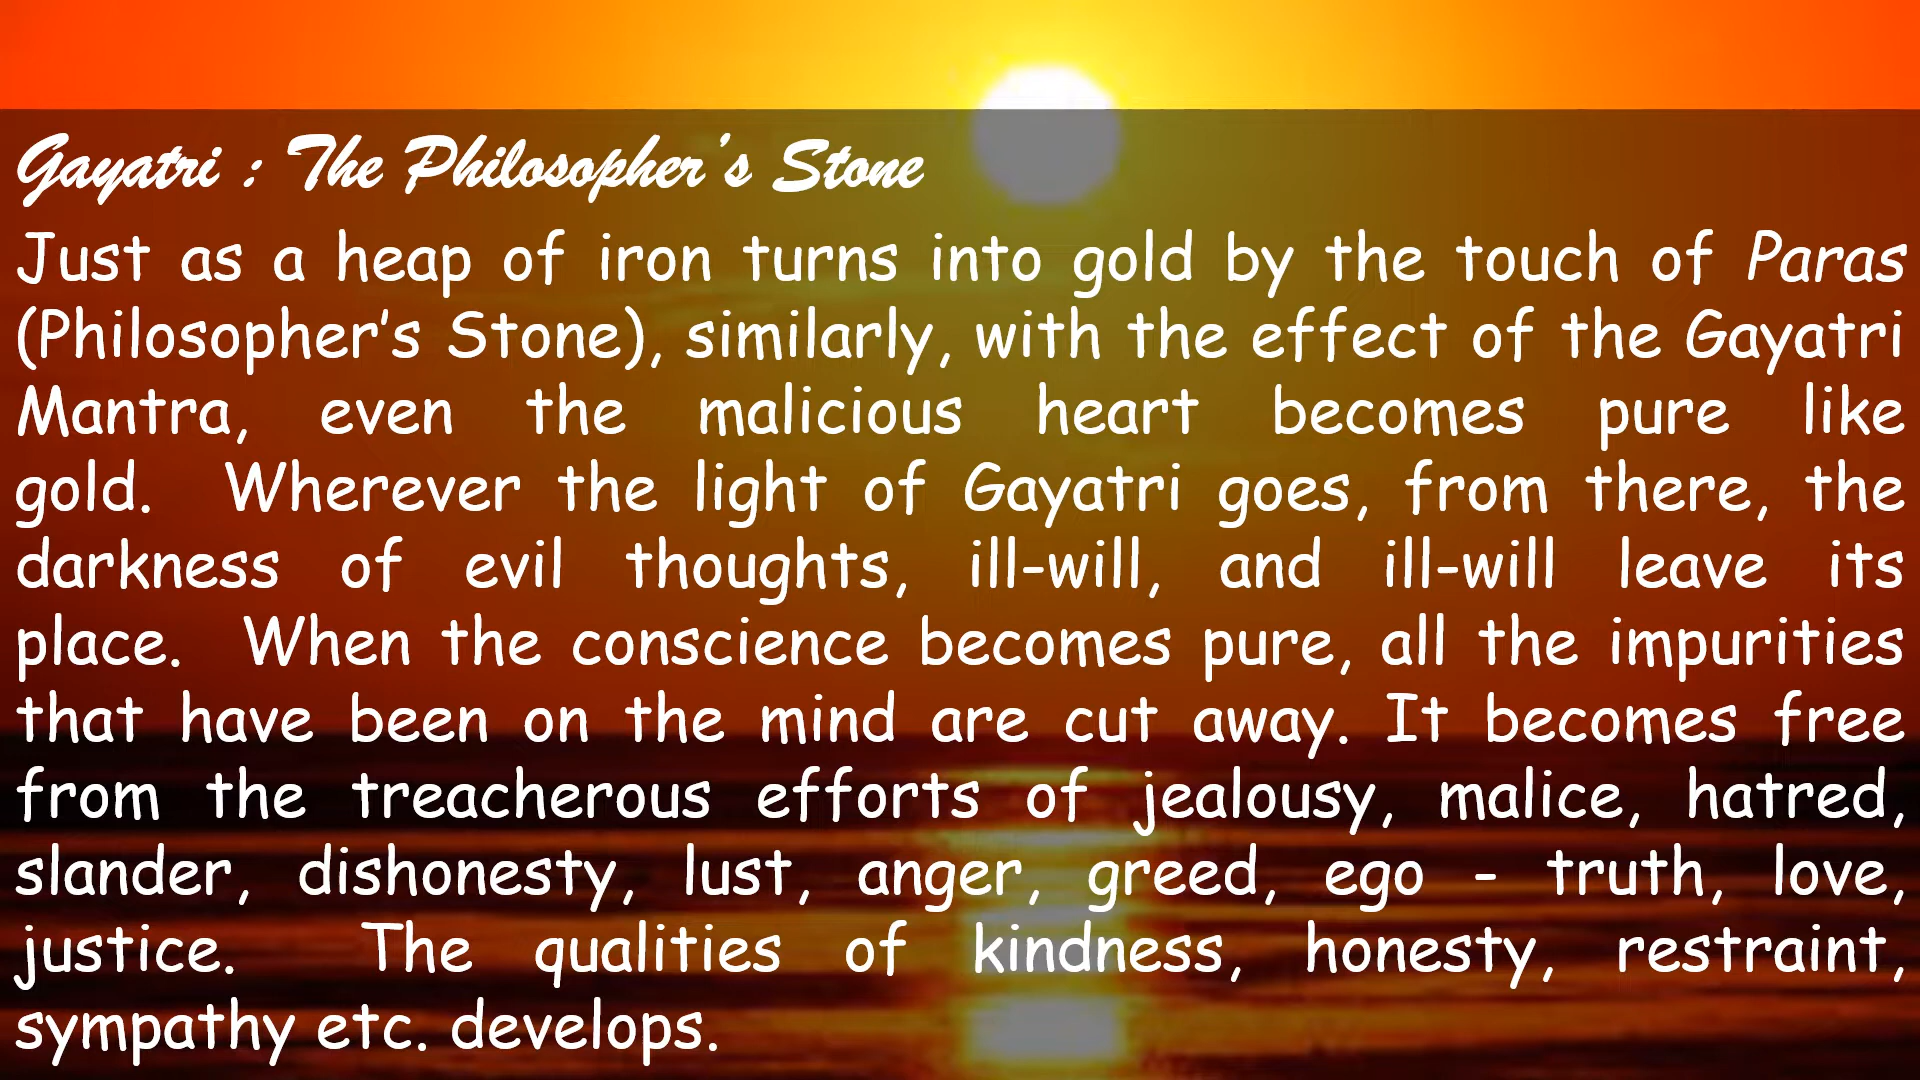 Gayatri : The Philosopher’s Stone
Just as a heap of iron turns into gold by the touch of Paras
(Philosopher’s Stone), similarly, with the effect of the Gayatri
Mantra, even the malicious heart becomes pure like
gold. Wherever the light of Gayatri goes, from there, the
darkness of evil thoughts, ill-will, and ill-will leave its
place. When the conscience becomes pure, all the impurities
that have been on the mind are cut away. It becomes free
from the treacherous efforts of jealousy, malice, hatred,
slander, dishonesty, lust, anger, greed, ego - truth, love,
justice. The qualities of kindness, honesty, restraint,
sympathy etc. develops.